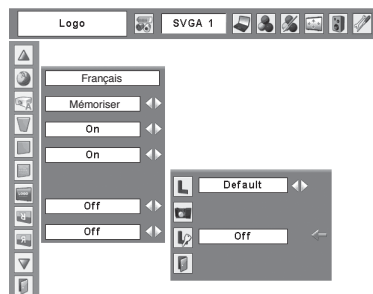 Logo
SVGA 1
Français
Mémoriser
On
On
Off
Off
Default
Off